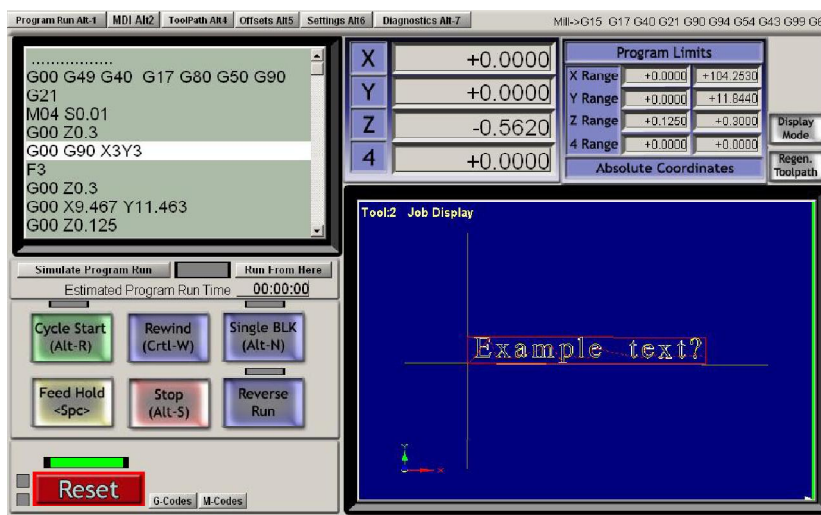 Program Run Alt-1 MDI Alt2 ToolPath Alt4 Offsets Alt5 Settings Alt6 Diagnostics Alt-7 Mill->G15 G17 G40 G21 G90 G94 G54 G43 G99 G6
................
G00 G49 G40 G17 G80 G50 G90
G21
M04 S0.01
G00 Z0.3
G00 G90 X3Y3
F3
G00 Z0.3
G00 X9.467 Y11.463
G00 Z0.125
X +0.0000
Y +0.0000
Z -0.5620
4 +0.0000
Program Limits
X Range +0.0000 +104.2530
Y Range +0.0000 +11.8440
Z Range +0.1250 +0.3000
4 Range +0.0000 +0.0000
Absolute Coordinates
Display
Mode
Regen.
Toolpath
Tool:2 Job Display
Example text?
Y
X
Simulate Program Run Run From Here
Estimated Program Run Time 00:00:00
Cycle Start
(Alt-R)
Rewind
(Crtl-W)
Single BLK
(Alt-N)
Feed Hold
<Spc>
Stop
(Alt-S)
Reverse
Run
Reset
G-Codes M-Codes